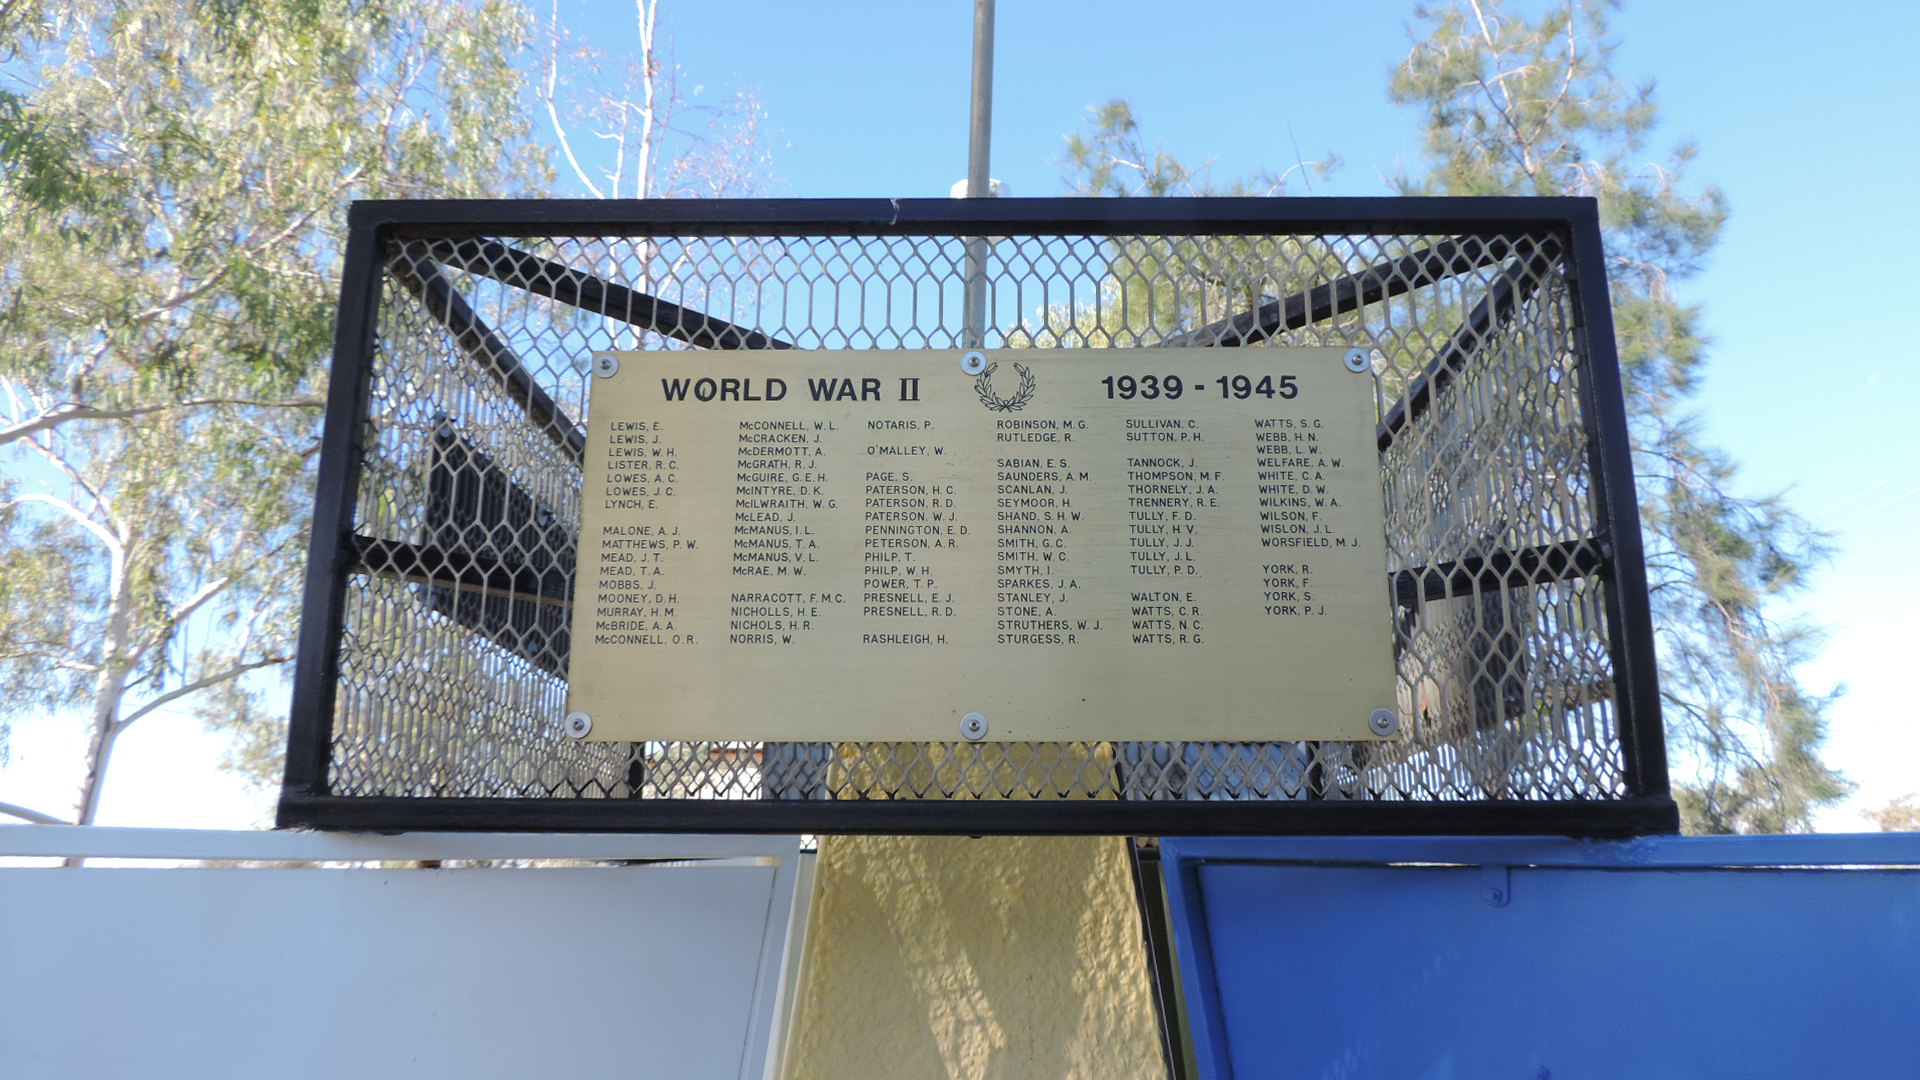 WORLD WAR II 1939 - 1945
LEWIS, E.
LEWIS, J.
LEWIS, W. H.
LISTER, R. C.
LOWES, A. C.
LOWES, J. C.
LYNCH, E.
MALONE, A. J.
MATTHEWS, P. W.
MEAD, J. T.
MEAD, T. A.
MOBBS, J.
MOONEY, D. H.
MURRAY, H. M.
McBRIDE, A. A.
McCONNELL, O. R.
McCONNELL, W. L.
McCRACKEN, J.
McDERMOTT, A.
McGRATH, R. J.
McGUIRE, G. E. H.
McINTYRE, D. K.
McILWRAITH, W. G.
McLEAD, J.
McMANUS, I. L.
McMANUS, T. A.
McMANUS, V. L.
McRAE, M. W.
NARRACOTT, F. M. C.
NICHOLLS, H. E.
NICHOLS, H. R.
NORRIS, W.
NOTARIS, P.
O'MALLEY, W.
PAGE, S.
PATERSON, H. C.
PATERSON, R. D.
PATERSON, W. J.
PENNINGTON, E. D.
PETERSON, A. R.
PHILP, T.
PHILP, W. H.
POWER, T. P.
PRESNELL, E. J.
PRESNELL, R. D.
RASHLEIGH, H.
ROBINSON, M. G.
RUTLEDGE, R.
SABIAN, E. S.
SAUNDERS, A. M.
SCANLAN, J.
SEYMOOR, H.
SHAND, S. H. W.
SHANNON, A.
SMITH, G. C.
SMITH, W. C.
SMYTH, I.
SPARKES, J. A.
STANLEY, J.
STONE, A.
STRUTHERS, W. J.
STURGESS, R.
SULLIVAN, C.
SUTTON, P. H.
TANNOCK, J.
THOMPSON, M. F.
THORNELY, J. A.
TRENNERY, R. E.
TULLY, F. D.
TULLY, H. V.
TULLY, J. J.
TULLY, J. L.
TULLY, P. D.
WALTON, E.
WATTS, C. R.
WATTS, N. C.
WATTS, R. G.
WATTS, S. G.
WEBB, H. N.
WEBB, L. W.
WELFARE, A. W.
WHITE, C. A.
WHITE, D. W.
WILKINS, W. A.
WILSON, F.
WISLON, J. L.
WORSFIELD, M. J.
YORK, R.
YORK, F.
YORK, S.
YORK, P. J.